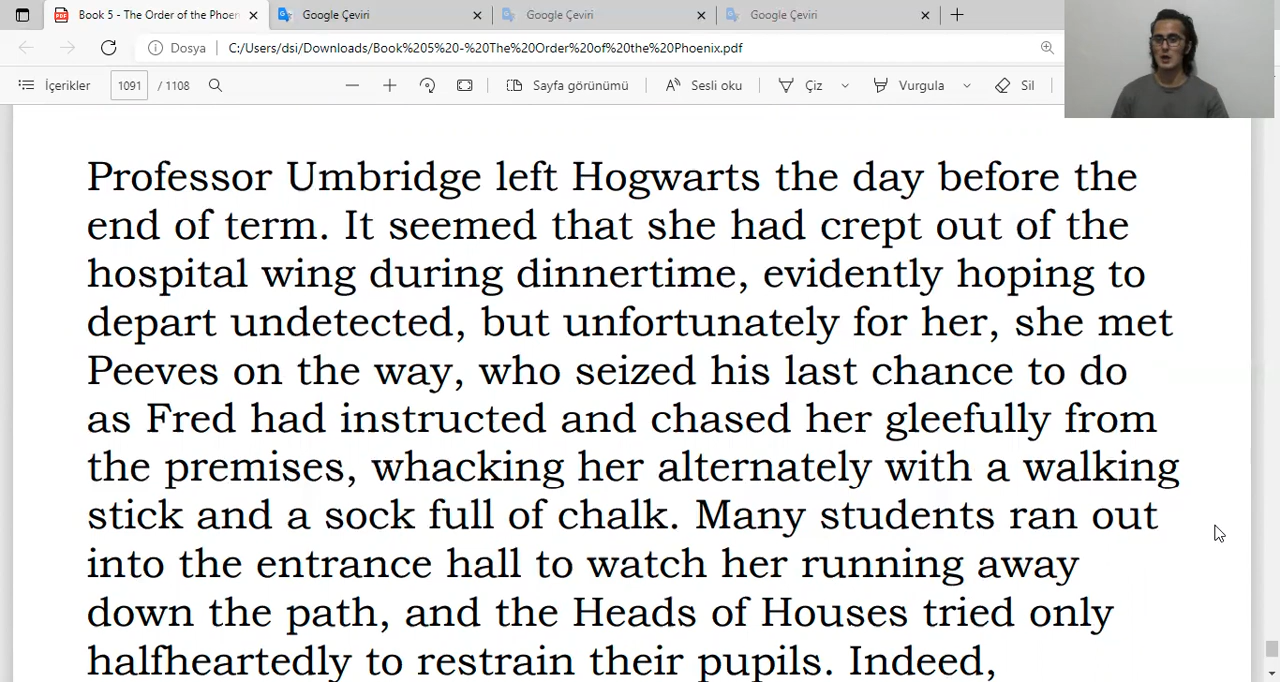 Book 5 - The Order of the Phoen
Google Çeviri
Google Çeviri
Google Çeviri
Dosya
C:/Users/dsi/Downloads/Book%205%20-%20The%20Order%20of%20the%20Phoenix.pdf
İçerikler
1091 / 1108
Sayfa görünümü
Sesli oku
Çiz
Vurgula
Sil
Professor Umbridge left Hogwarts the day before the
end of term. It seemed that she had crept out of the
hospital wing during dinnertime, evidently hoping to
depart undetected, but unfortunately for her, she met
Peeves on the way, who seized his last chance to do
as Fred had instructed and chased her gleefully from
the premises, whacking her alternately with a walking
stick and a sock full of chalk. Many students ran out
into the entrance hall to watch her running away
down the path, and the Heads of Houses tried only
halfheartedly to restrain their pupils. Indeed,